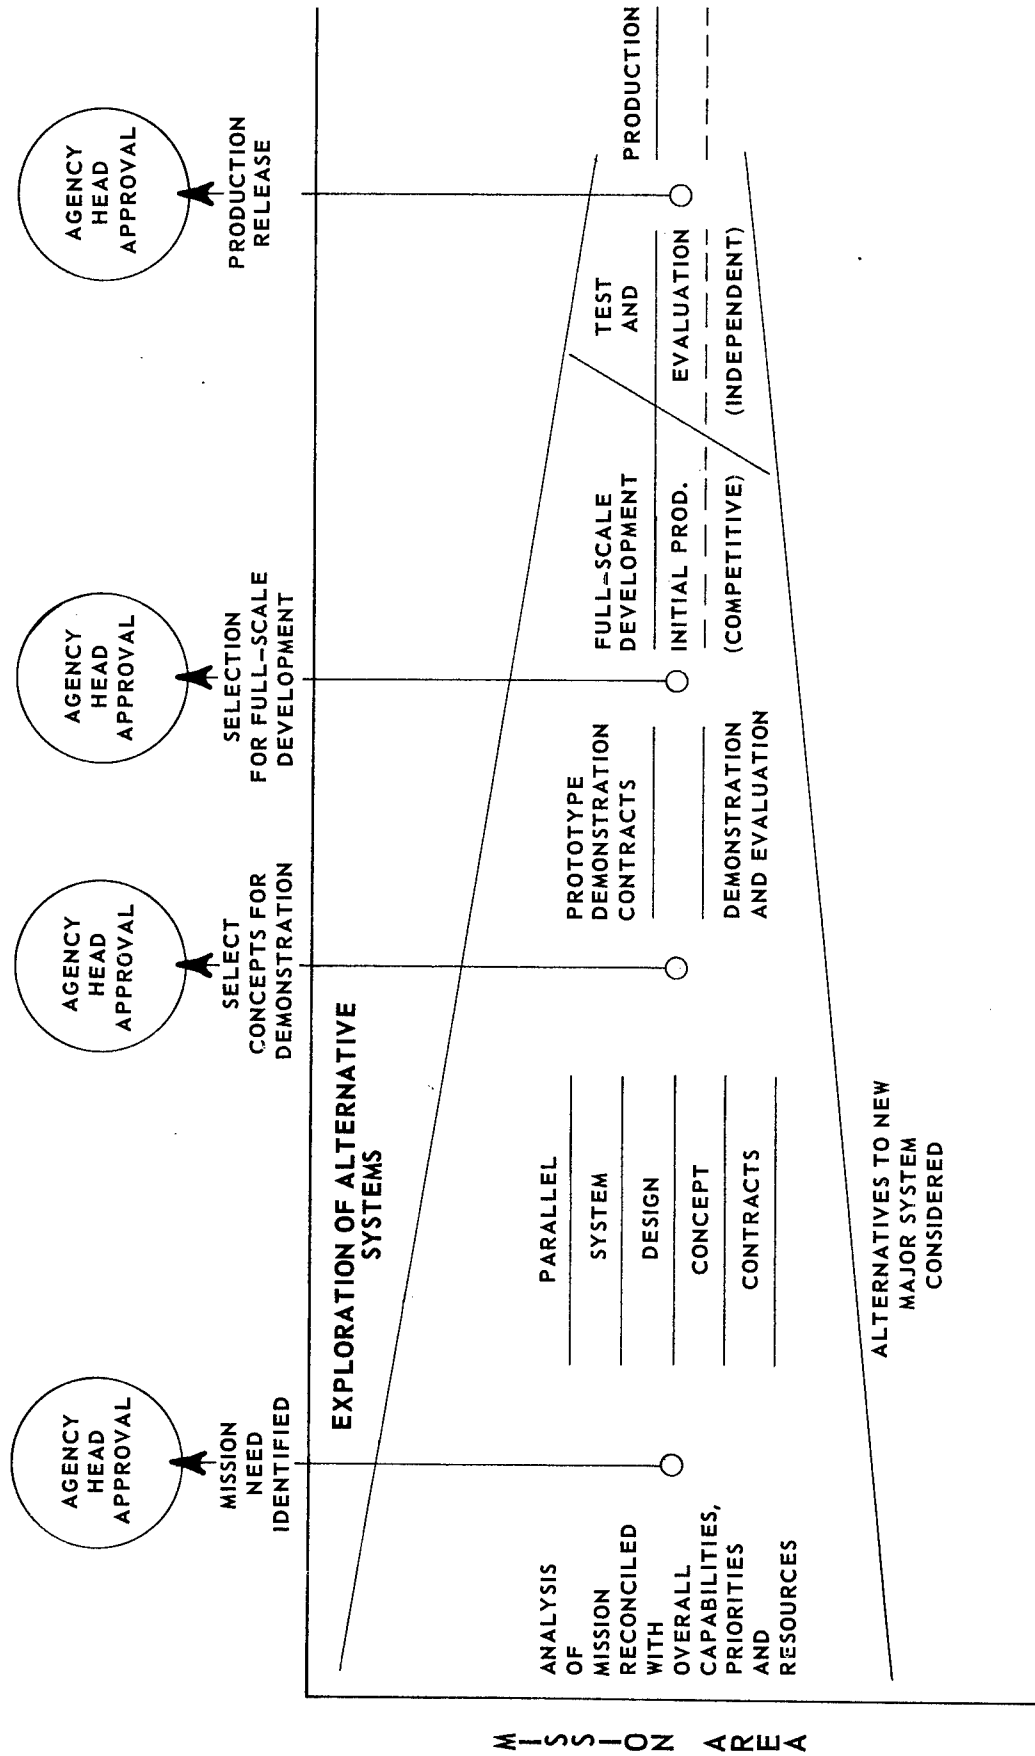 AGENCY
HEAD
APPROVAL
AGENCY
HEAD
APPROVAL
AGENCY
HEAD
APPROVAL
AGENCY
HEAD
APPROVAL
MISSION
NEED
IDENTIFIED
SELECT
CONCEPTS FOR
DEMONSTRATION
SELECTION
FOR FULL-SCALE
DEVELOPMENT
PRODUCTION
RELEASE
EXPLORATION OF ALTERNATIVE
SYSTEMS
MISSION AREA
ANALYSIS
OF
MISSION
RECONCILED
WITH
OVERALL
CAPABILITIES,
PRIORITIES
AND
RESOURCES
PARALLEL
SYSTEM
DESIGN
CONCEPT
CONTRACTS
PROTOTYPE
DEMONSTRATION
CONTRACTS
DEMONSTRATION
AND EVALUATION
FULL-SCALE
DEVELOPMENT
INITIAL PROD.
(COMPETITIVE)
TEST
AND
EVALUATION
(INDEPENDENT)
PRODUCTION
ALTERNATIVES TO NEW
MAJOR SYSTEM
CONSIDERED